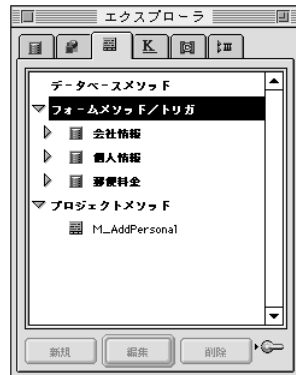 エクスプローラ
K
データベースメソッド
フォームメソッド/トリガ
会社情報
個人情報
郵便料金
プロジェクトメソッド
M_AddPersonal
新規 編集 削除